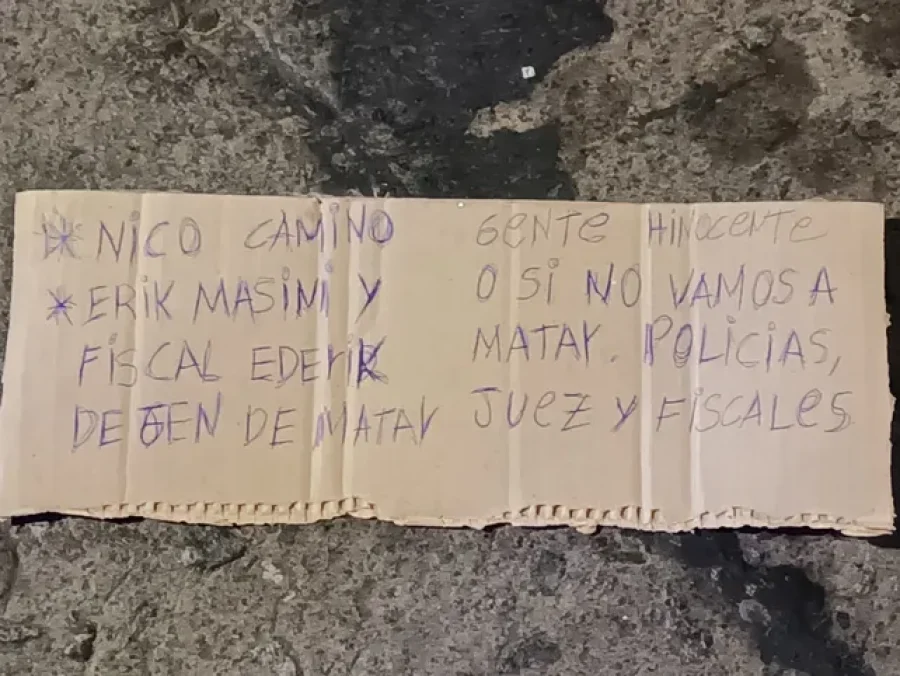 * NICO CAMINO
* ERIK MASINI Y
FISCAL EDERIK
DEGEN DE MATAR
GENTE HINOCENTE
O SI NO VAMOS A
MATAR. POLICIAS,
JUEZ Y FISCALES